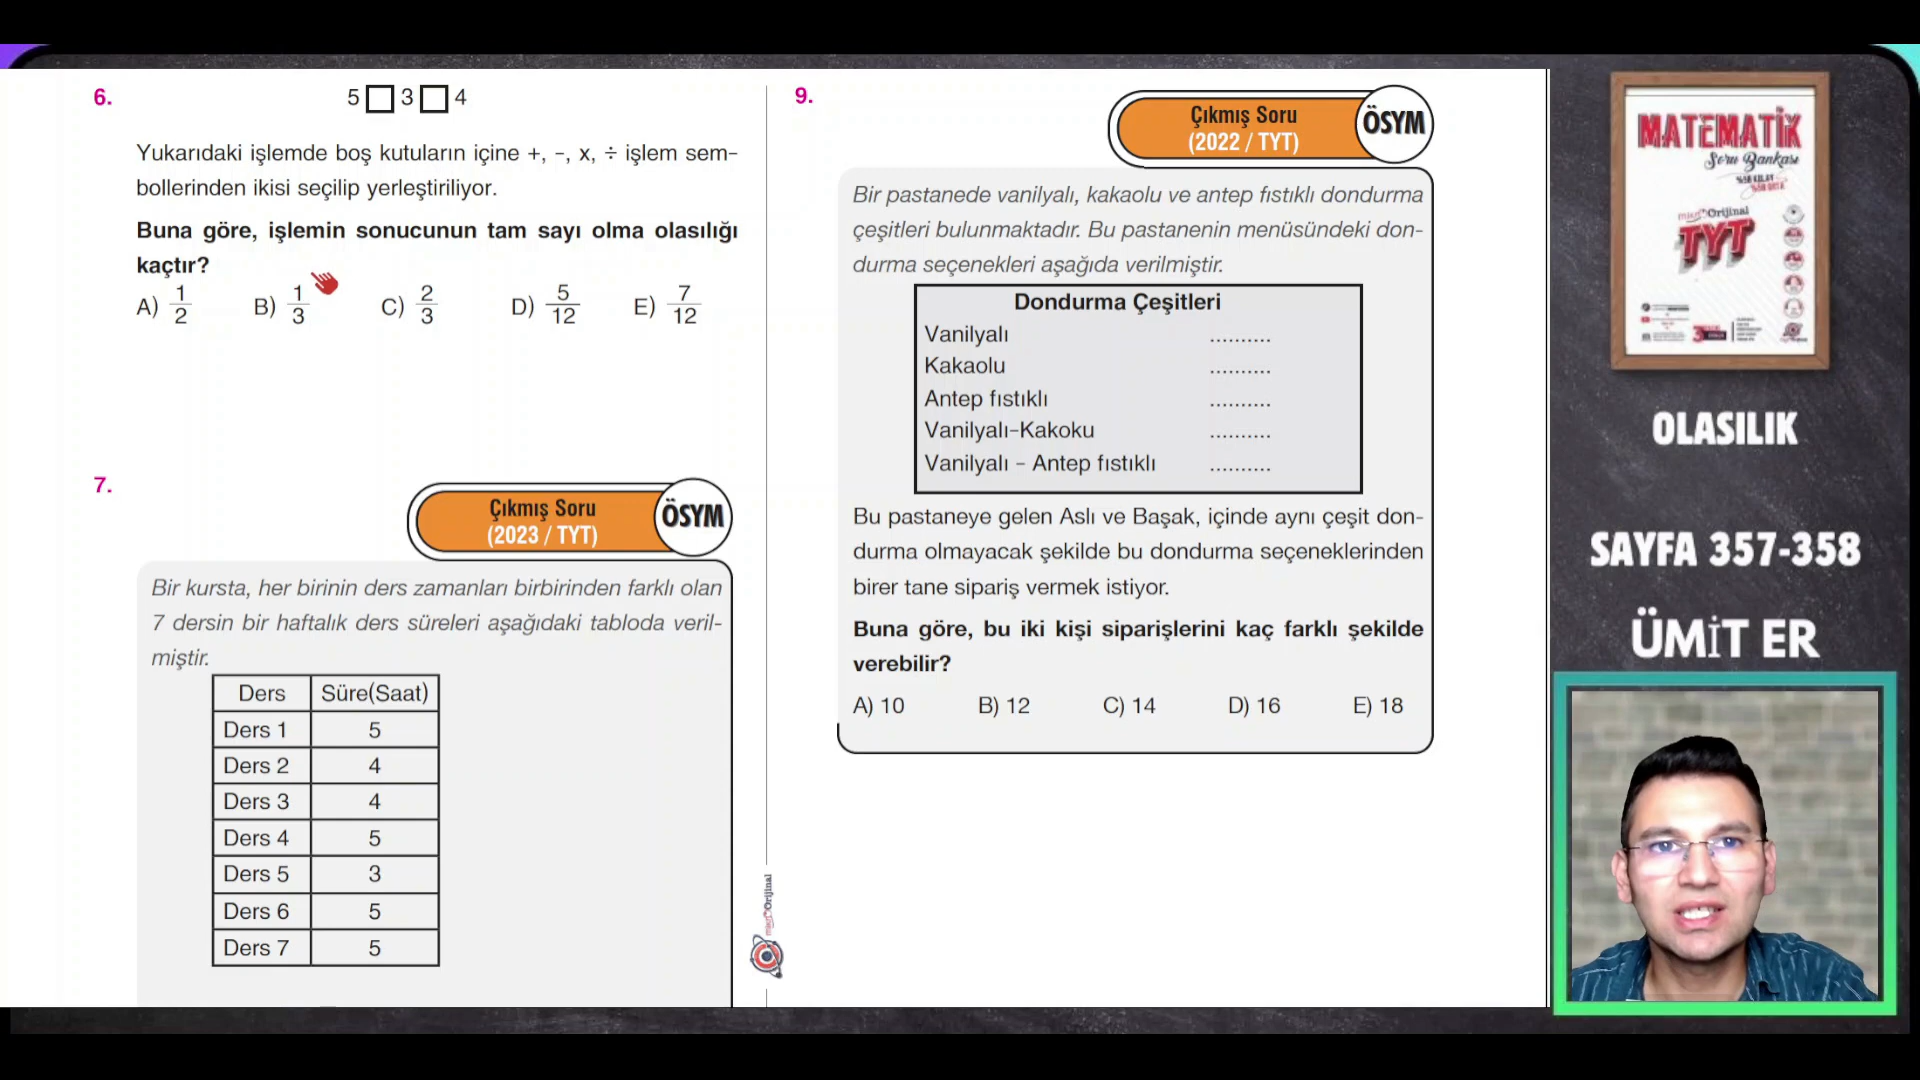 6.
5 □ 3 □ 4
Yukarıdaki işlemde boş kutuların içine +, -, x, ÷ işlem sem-
bollerinden ikisi seçilip yerleştiriliyor.
Buna göre, işlemin sonucunun tam sayı olma olasılığı
kaçtır?
A) 1/2 B) 1/3 C) 2/3 D) 5/12 E) 7/12
7.
Çıkmış Soru
(2023 / TYT)
ÖSYM
Bir kursta, her birinin ders zamanları birbirinden farklı olan
7 dersin bir haftalık ders süreleri aşağıdaki tabloda veril-
miştir.
Ders Süre(Saat)
Ders 1 5
Ders 2 4
Ders 3 4
Ders 4 5
Ders 5 3
Ders 6 5
Ders 7 5
Orijinal
9.
Çıkmış Soru
(2022 / TYT)
ÖSYM
Bir pastanede vanilyalı, kakaolu ve antep fıstıklı dondurma
çeşitleri bulunmaktadır. Bu pastanenin menüsündeki don-
durma seçenekleri aşağıda verilmiştir.
Dondurma Çeşitleri
Vanilyalı ..........
Kakaolu ..........
Antep fıstıklı ..........
Vanilyalı-Kakoku ..........
Vanilyalı - Antep fıstıklı ..........
Bu pastaneye gelen Aslı ve Başak, içinde aynı çeşit don-
durma olmayacak şekilde bu dondurma seçeneklerinden
birer tane sipariş vermek istiyor.
Buna göre, bu iki kişi siparişlerini kaç farklı şekilde
verebilir?
A) 10 B) 12 C) 14 D) 16 E) 18
MATEMATİK
Soru Bankası
Orijinal
TYT
OLASILIK
SAYFA 357-358
ÜMİT ER